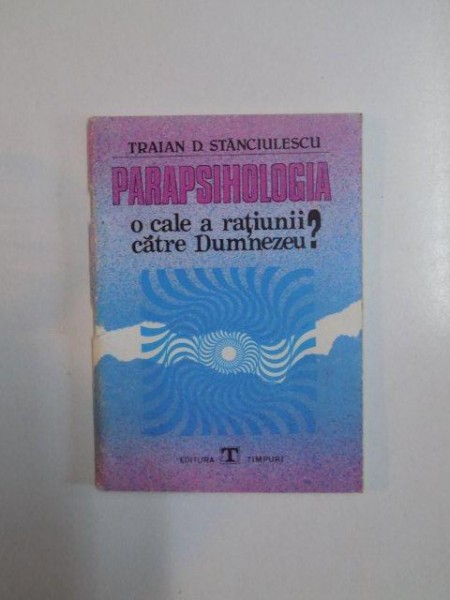 TRAIAN D. STĂNCIULESCU
PARAPSIHOLOGIA
o cale a rațiunii
către Dumnezeu?
EDITURA T TIMPURI